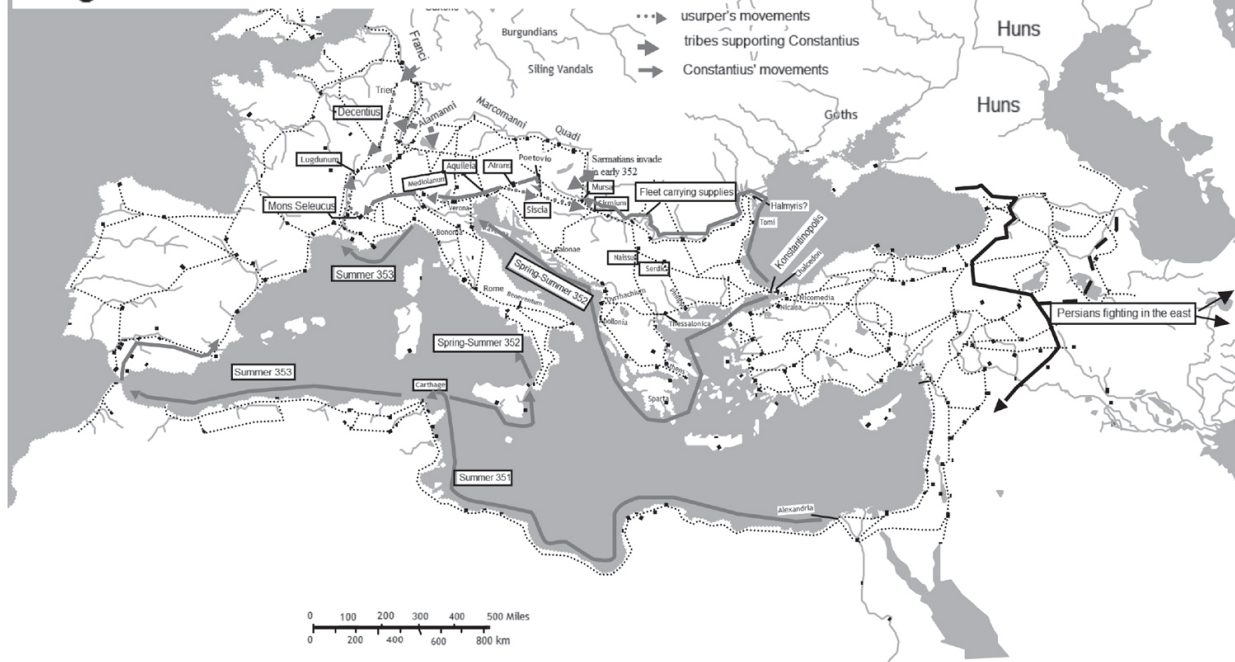 usurper's movements
tribes supporting Constantius
Constantius' movements
Burgundians
Siling Vandals
Huns
Huns
Goths
Franci
Trier
Decentius
Alamanni
Marcomanni
Quadi
Lugdunum
Mediolanum
Aquileia
Atrans
Poetovio
Sarmatians invade
in early 352
Mursa
Sirmium
Fleet carrying supplies
Halmyris?
Mons Seleucus
Verona
Siscia
Tomi
Konstantinopolis
Chalcedon
Bononia
Salonae
Naissus
Serdica
Summer 353
Spring-Summer 352
Rome
Beneventum
Dyrrhachium
Nicomedia
Persians fighting in the east
Thessalonica
Spring-Summer 352
Summer 353
Carthage
Sparta
Summer 351
Alexandria
0 100 200 300 400 500 Miles
0 200 400 600 800 km